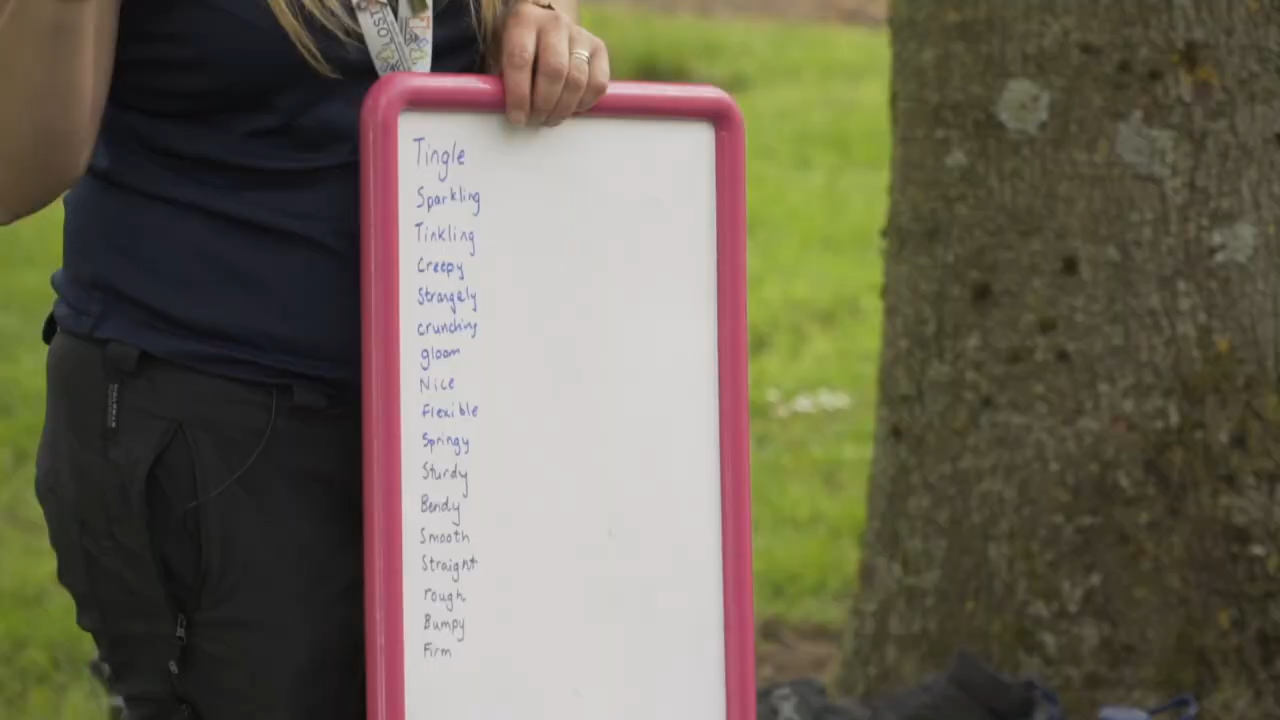 Tingle
Sparkling
Tinkling
Creepy
Strangely
crunching
gloom
Nice
Flexible
Springy
Sturdy
Bendy
Smooth
Straight
rough
Bumpy
Firm